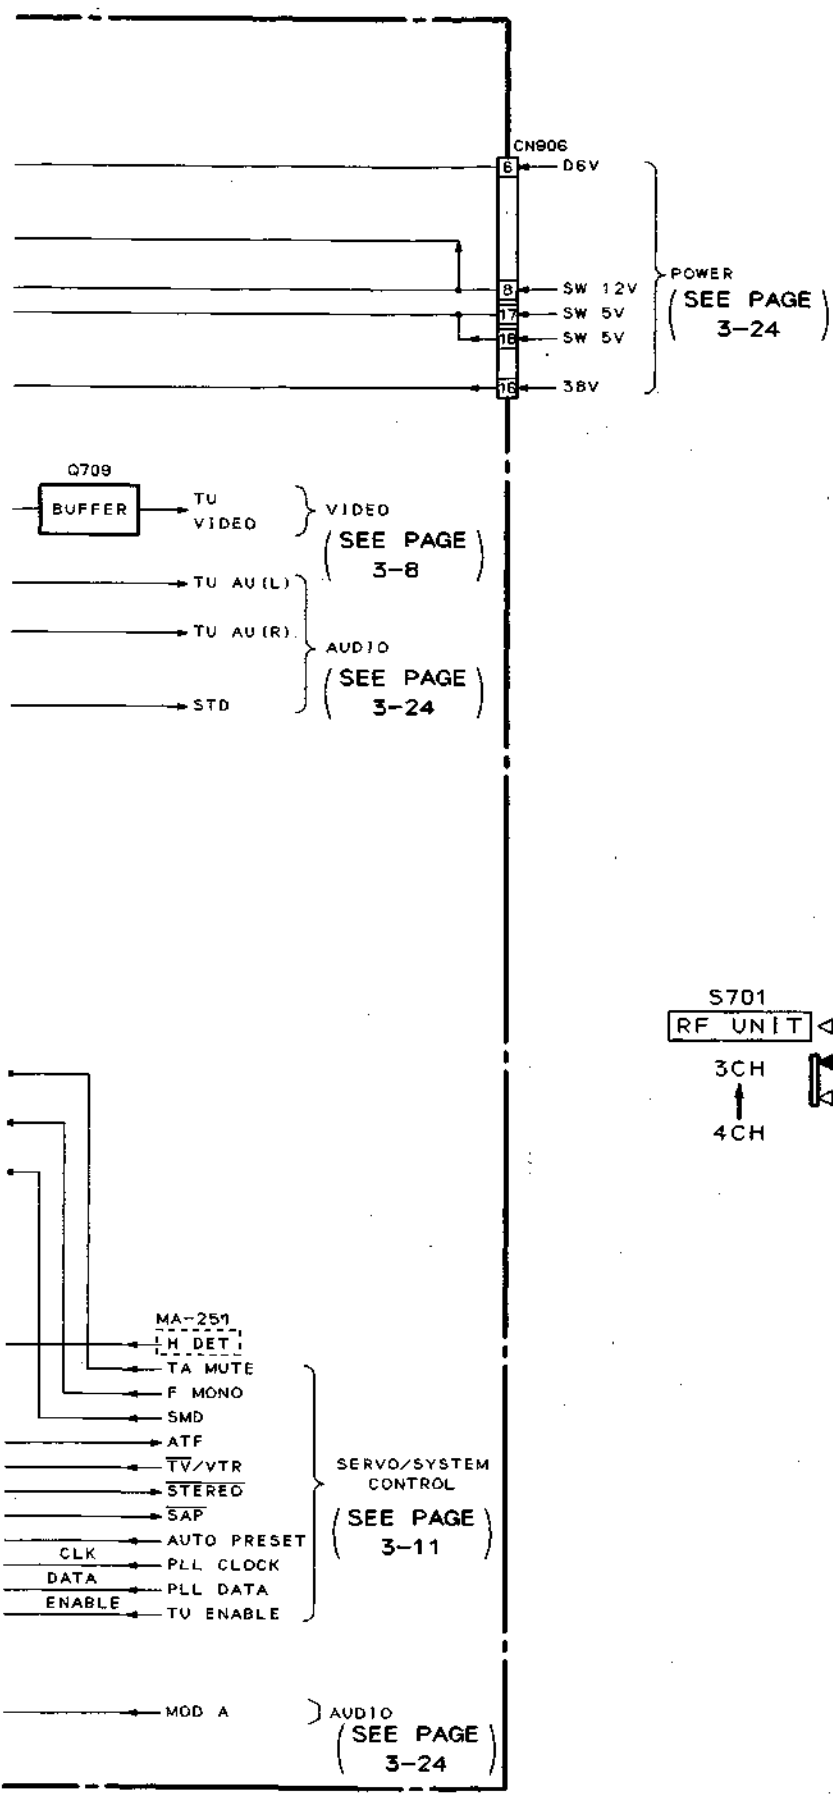 CN906
6 D6V
8 SW 12V
17 SW 5V
18 SW 5V
16 38V
POWER
(SEE PAGE
3-24)
Q709
BUFFER
TU
VIDEO
VIDEO
(SEE PAGE
3-8)
TU AU(L)
TU AU(R)
STD
AUDIO
(SEE PAGE
3-24)
S701
RF UNIT
3CH
4CH
MA-251
H DET
TA MUTE
F MONO
SMD
ATF
TV/VTR
STEREO
SAP
AUTO PRESET
CLK PLL CLOCK
DATA PLL DATA
ENABLE TU ENABLE
SERVO/SYSTEM
CONTROL
(SEE PAGE
3-11)
MOD A
AUDIO
(SEE PAGE
3-24)